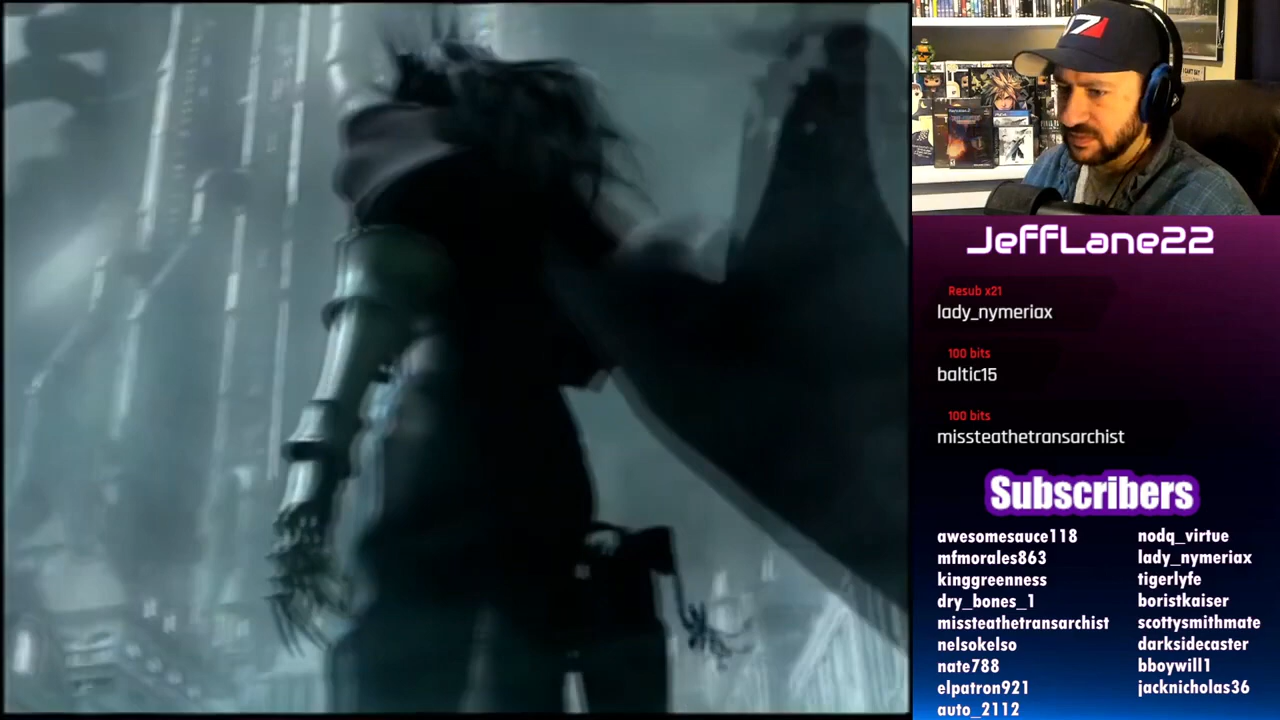 JeffLane22
Resub x21
lady_nymeriax
100 bits
baltic15
100 bits
missteathetransarchist
Subscribers
awesomesauce118
mfmorales863
kinggreenness
dry_bones_1
missteathetransarchist
nelsokelso
nate788
elpatron921
auto_2112
nodq_virtue
lady_nymeriax
tigerlyfe
boristkaiser
scottysmithmate
darksidecaster
bboywill1
jacknicholas36